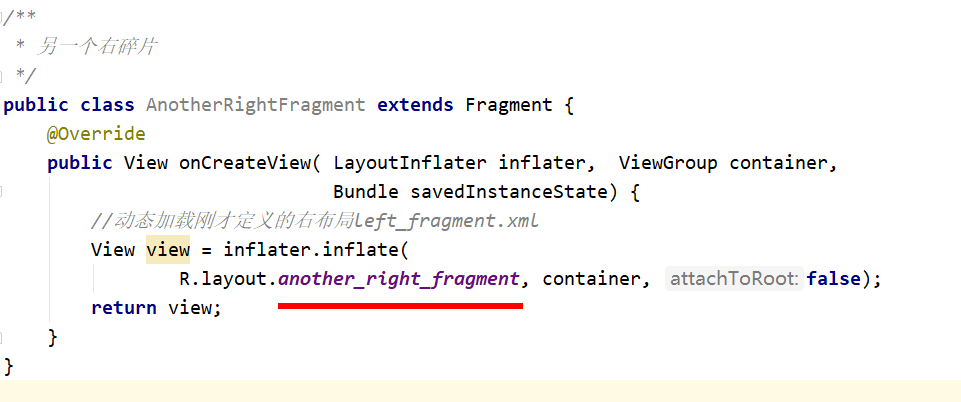 /**
 * 另一个右碎片
 */
public class AnotherRightFragment extends Fragment {
    @Override
    public View onCreateView( LayoutInflater inflater,  ViewGroup container,
                              Bundle savedInstanceState) {
        //动态加载刚才定义的右布局left_fragment.xml
        View view = inflater.inflate(
                R.layout.another_right_fragment, container, attachToRoot: false);
        return view;
    }
}